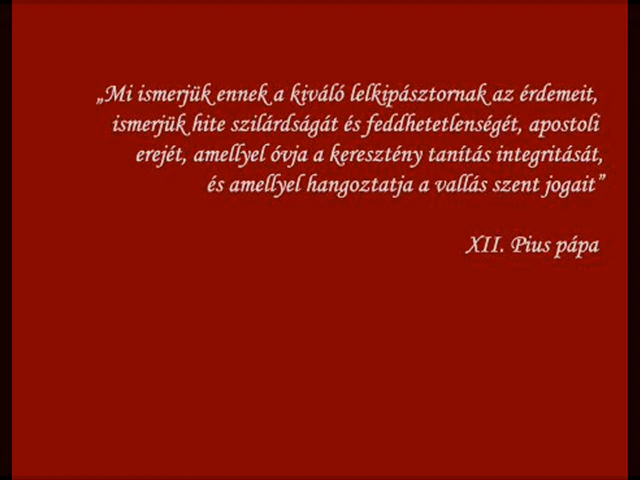 „Mi ismerjük ennek a kiváló lelkipásztornak az érdemeit,
ismerjük hite szilárdságát és feddhetetlenségét, apostoli
erejét, amellyel óvja a keresztény tanítás integritását,
és amellyel hangoztatja a vallás szent jogait”
XII. Pius pápa